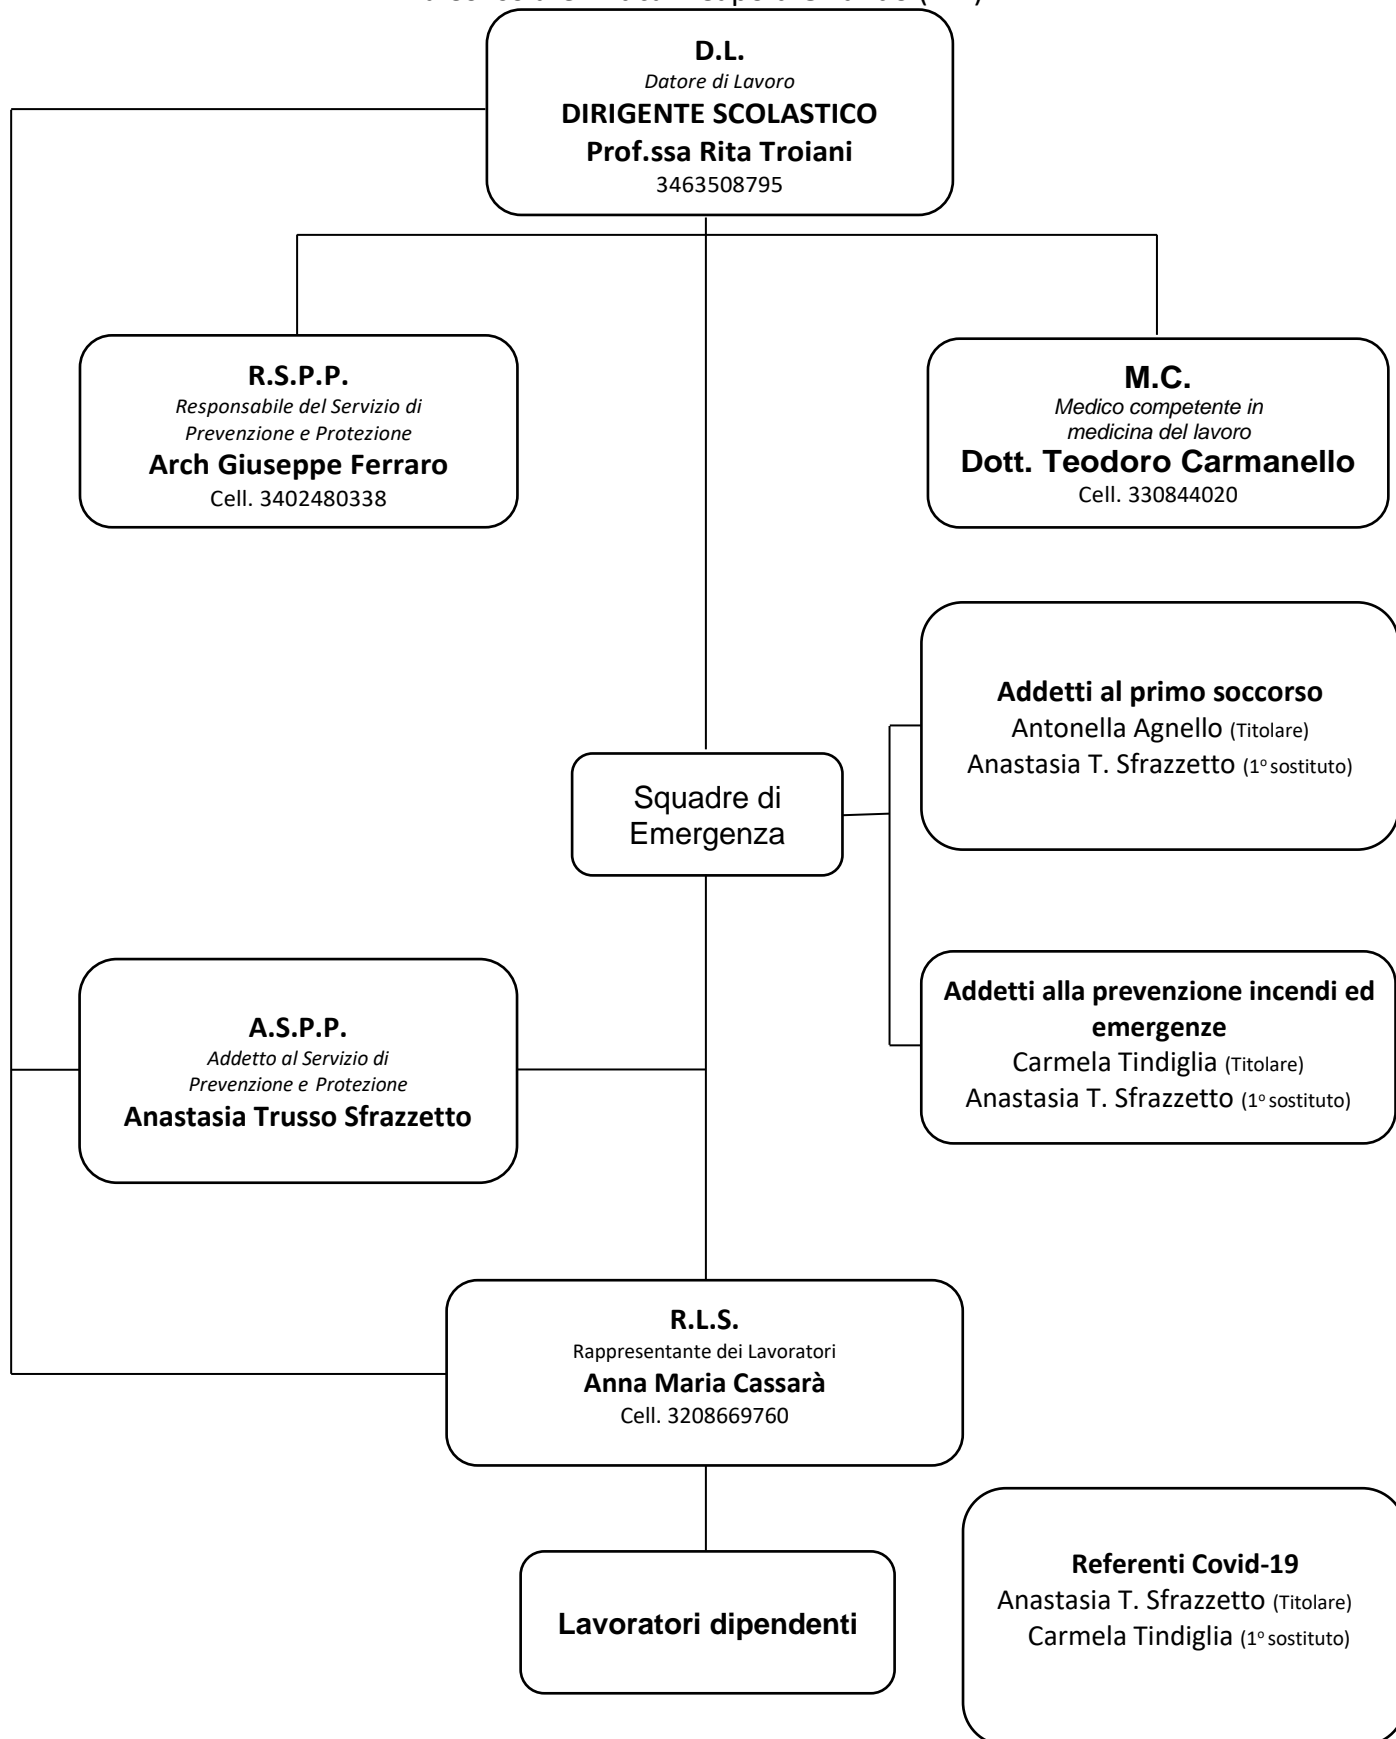 D.L.
Datore di Lavoro
DIRIGENTE SCOLASTICO
Prof.ssa Rita Troiani
3463508795
R.S.P.P.
Responsabile del Servizio di
Prevenzione e Protezione
Arch Giuseppe Ferraro
Cell. 3402480338
M.C.
Medico competente in
medicina del lavoro
Dott. Teodoro Carmanello
Cell. 330844020
Addetti al primo soccorso
Antonella Agnello (Titolare)
Anastasia T. Sfrazzetto (1º sostituto)
Squadre di
Emergenza
Addetti alla prevenzione incendi ed
emergenze
Carmela Tindiglia (Titolare)
Anastasia T. Sfrazzetto (1º sostituto)
A.S.P.P.
Addetto al Servizio di
Prevenzione e Protezione
Anastasia Trusso Sfrazzetto
R.L.S.
Rappresentante dei Lavoratori
Anna Maria Cassarà
Cell. 3208669760
Lavoratori dipendenti
Referenti Covid-19
Anastasia T. Sfrazzetto (Titolare)
Carmela Tindiglia (1º sostituto)